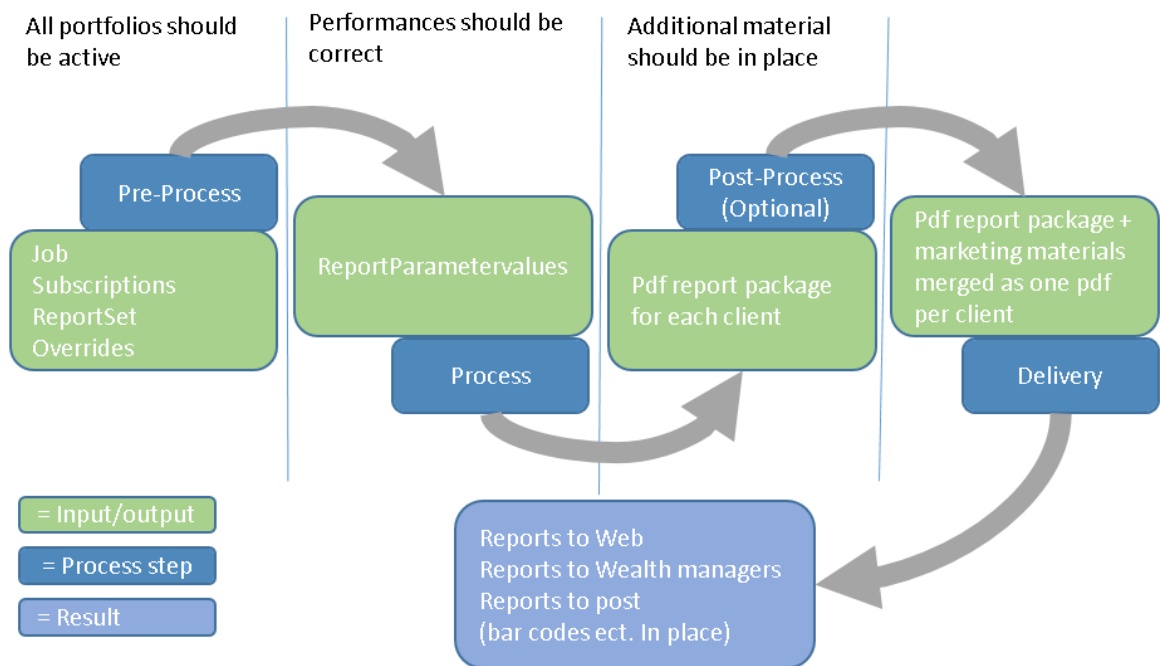 All portfolios should
be active
Performances should be
correct
Additional material
should be in place
Pre-Process
Job
Subscriptions
ReportSet
Overrides
ReportParametervalues
Process
Post-Process
(Optional)
Pdf report package
for each client
Pdf report package +
marketing materials
merged as one pdf
per client
Delivery
= Input/output
= Process step
= Result
Reports to Web
Reports to Wealth managers
Reports to post
(bar codes ect. In place)